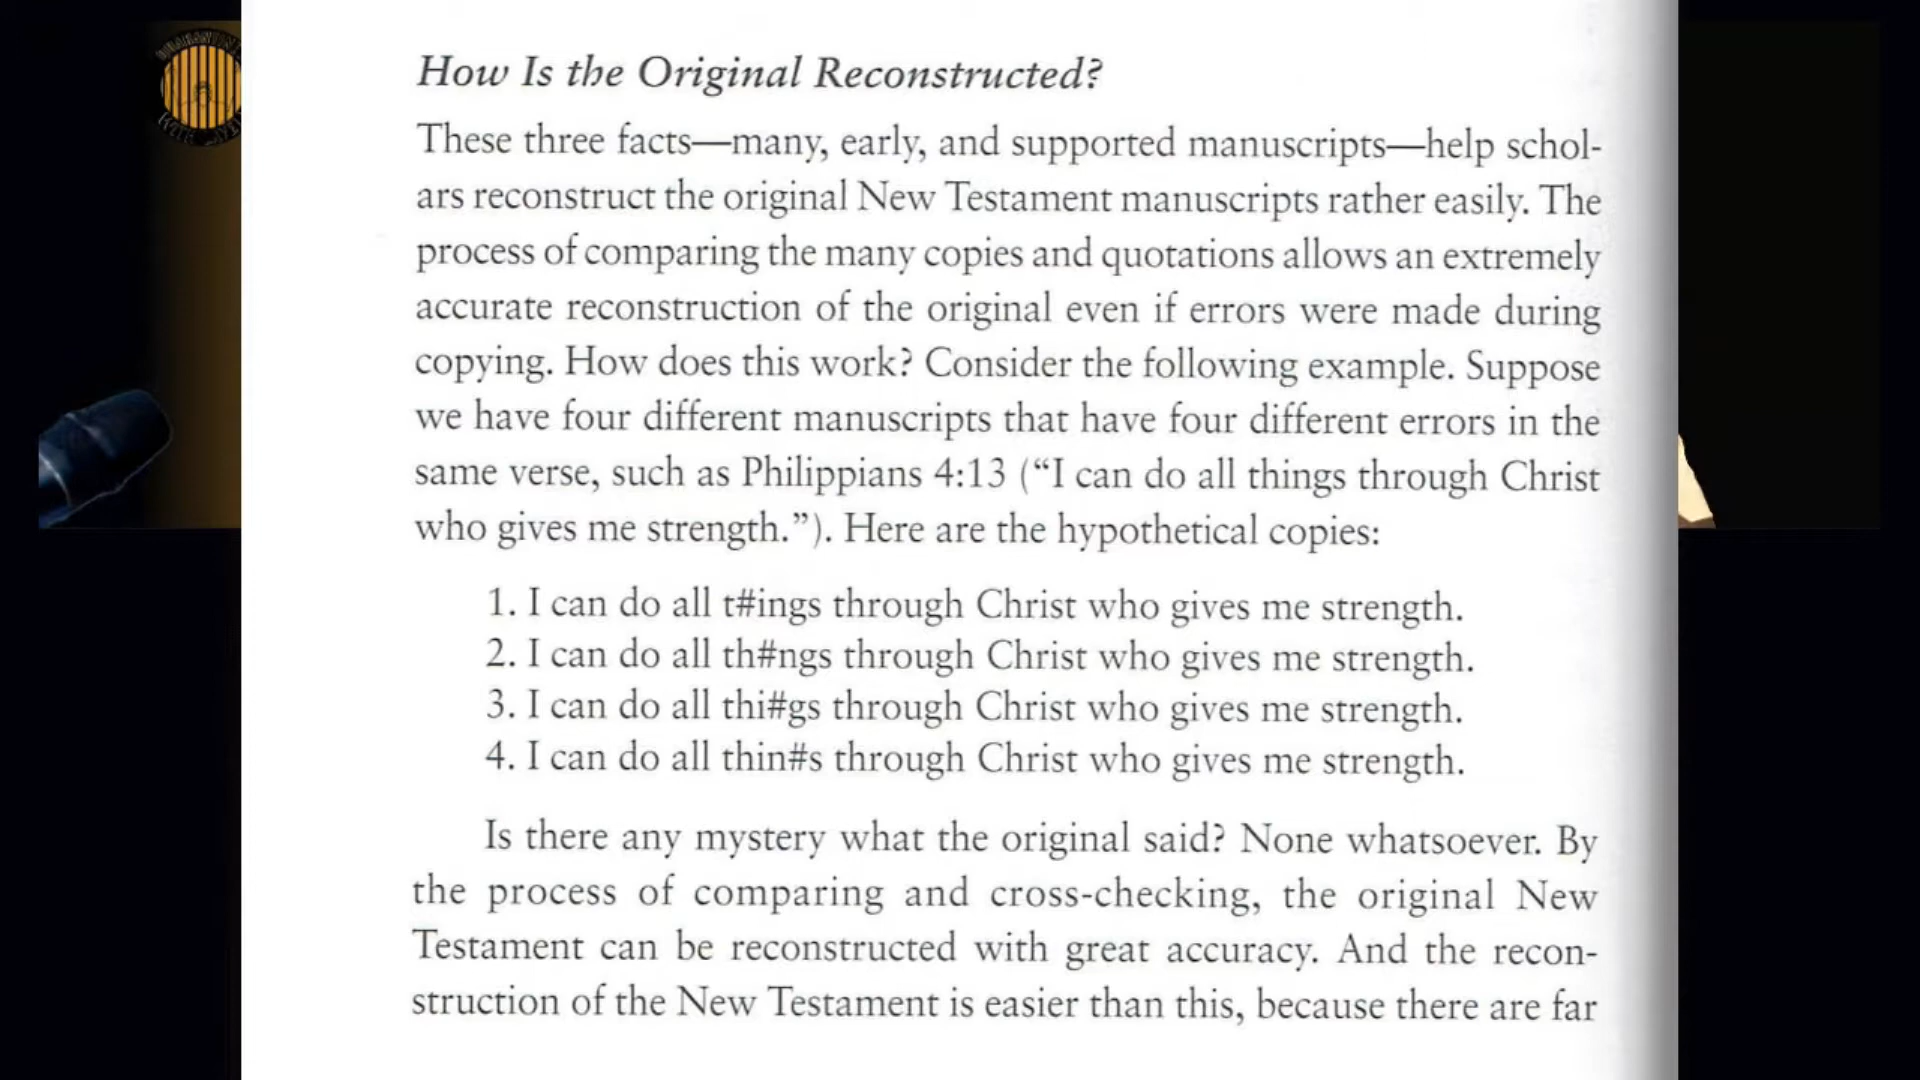 How Is the Original Reconstructed?
These three facts—many, early, and supported manuscripts—help schol-
ars reconstruct the original New Testament manuscripts rather easily. The
process of comparing the many copies and quotations allows an extremely
accurate reconstruction of the original even if errors were made during
copying. How does this work? Consider the following example. Suppose
we have four different manuscripts that have four different errors in the
same verse, such as Philippians 4:13 (“I can do all things through Christ
who gives me strength.”). Here are the hypothetical copies:
1. I can do all t#ings through Christ who gives me strength.
2. I can do all th#ngs through Christ who gives me strength.
3. I can do all thi#gs through Christ who gives me strength.
4. I can do all thin#s through Christ who gives me strength.
Is there any mystery what the original said? None whatsoever. By
the process of comparing and cross-checking, the original New
Testament can be reconstructed with great accuracy. And the recon-
struction of the New Testament is easier than this, because there are far